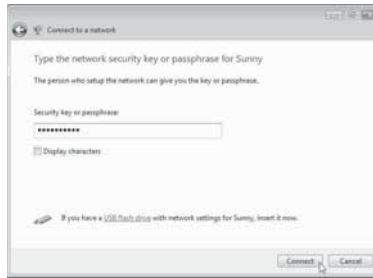 Connect to a network
Type the network security key or passphrase for Sunny
The person who setup the network can give you the key or passphrase.
Security key or passphrase:
••••••••••
Display characters
If you have a USB flash drive with network settings for Sunny, insert it now.
Connect Cancel